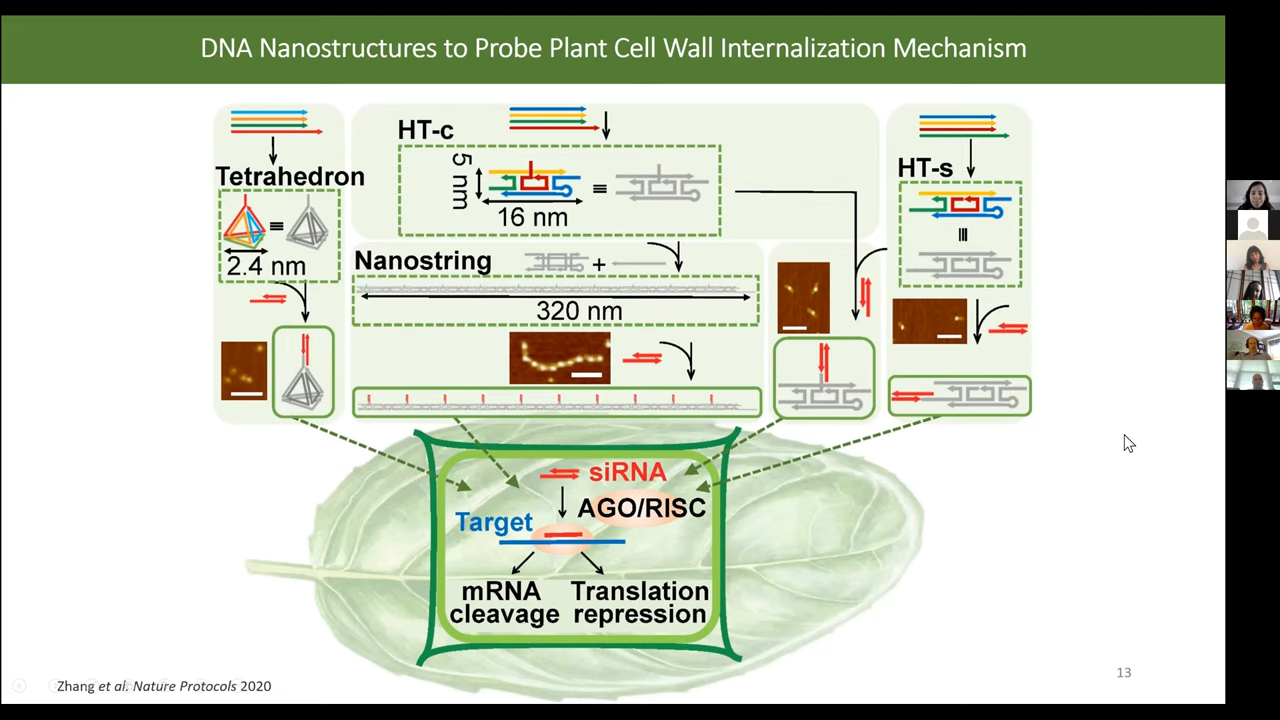 DNA Nanostructures to Probe Plant Cell Wall Internalization Mechanism
Tetrahedron
≡
2.4 nm
HT-c
5 nm
≡
16 nm
Nanostring
+
320 nm
HT-s
≡
siRNA
AGO/RISC
Target
mRNA cleavage
Translation repression
Zhang et al. Nature Protocols 2020
13